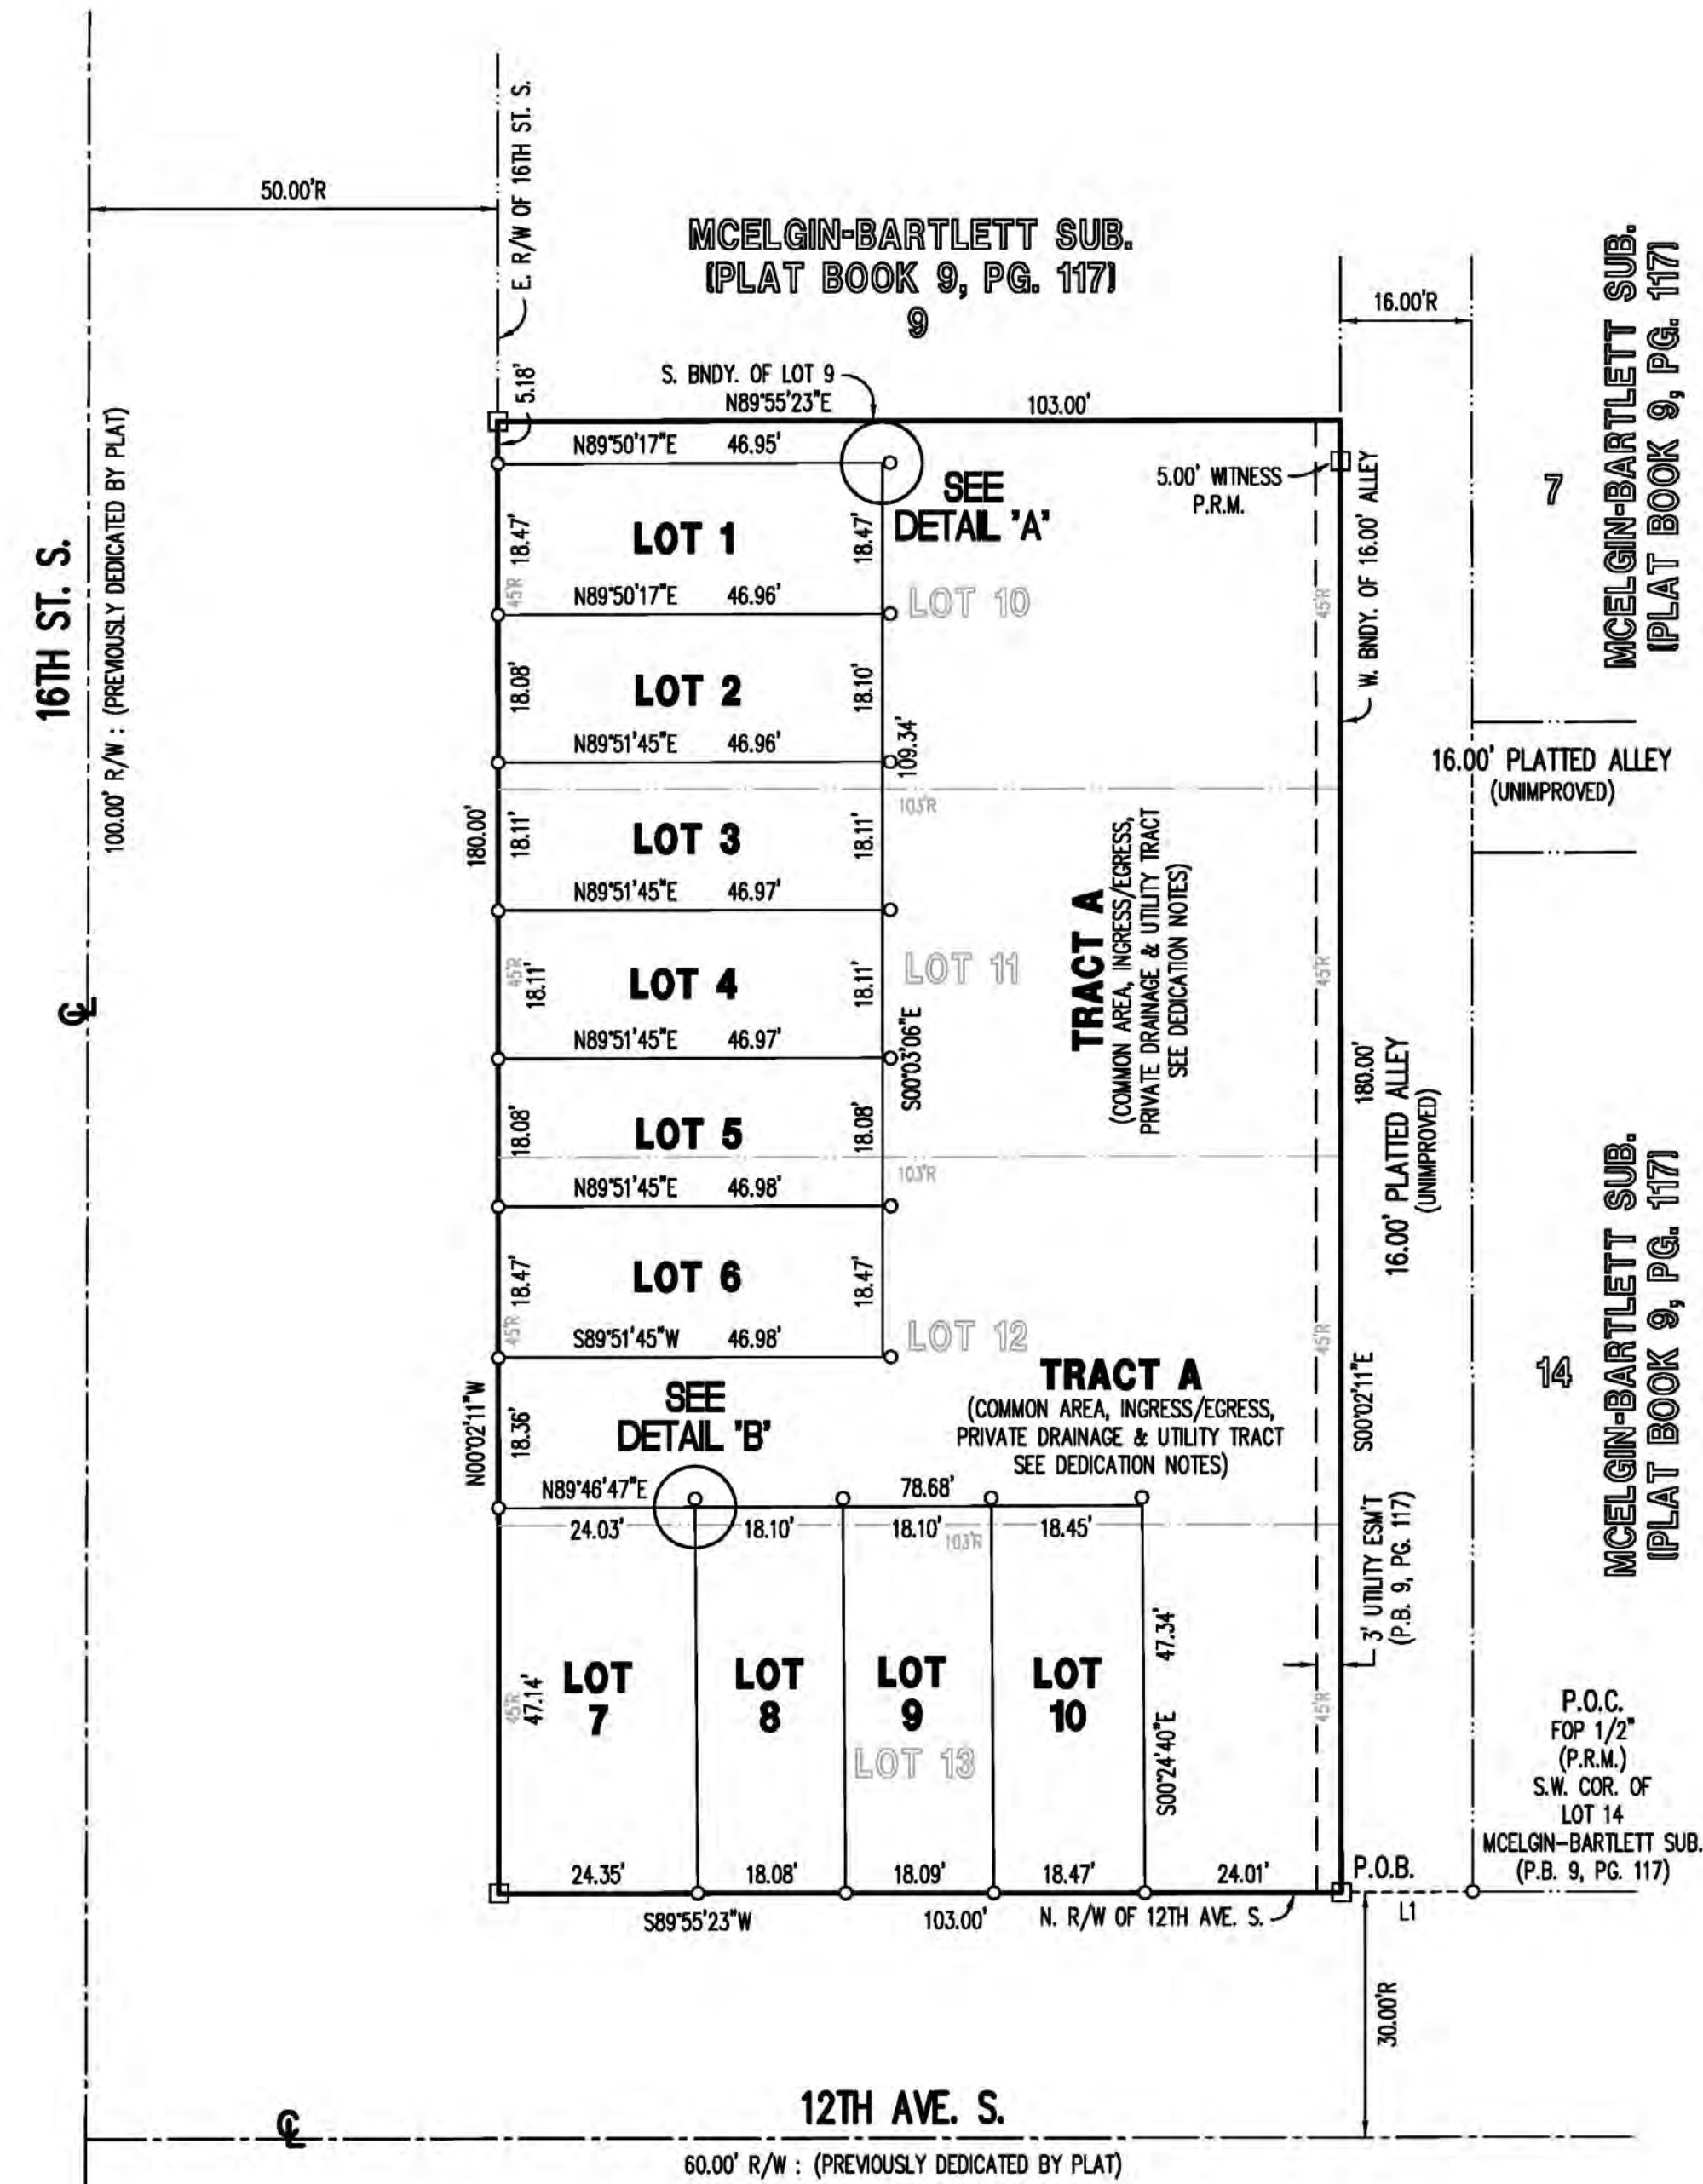 50.00'R
E. R/W OF 16TH ST. S.
MCELGIN-BARTLETT SUB.
(PLAT BOOK 9, PG. 117)
9
16.00'R
MCELGIN-BARTLETT SUB.
(PLAT BOOK 9, PG. 117)
7
5.18'
S. BNDY. OF LOT 9
N89°55'23"E
103.00'
16TH ST. S.
100.00' R/W : (PREVIOUSLY DEDICATED BY PLAT)
N89°50'17"E 46.95'
SEE
DETAIL 'A'
5.00' WITNESS
P.R.M.
W. BNDY. OF 16.00' ALLEY
18.47'
LOT 1
18.47'
45'R
N89°50'17"E 46.96'
LOT 10
45'R
18.08'
LOT 2
18.10'
N89°51'45"E 46.96'
109.34'
16.00' PLATTED ALLEY
(UNIMPROVED)
103'R
180.00'
18.11'
LOT 3
18.11'
N89°51'45"E 46.97'
TRACT A
(COMMON AREA, INGRESS/EGRESS,
PRIVATE DRAINAGE & UTILITY TRACT
SEE DEDICATION NOTES)
45'R
18.11'
LOT 4
18.11'
LOT 11
45'R
CL
N89°51'45"E 46.97'
S00°03'06"E
180.00'
16.00' PLATTED ALLEY
(UNIMPROVED)
18.08'
LOT 5
18.08'
103'R
N89°51'45"E 46.98'
MCELGIN-BARTLETT SUB.
(PLAT BOOK 9, PG. 117)
14
18.47'
LOT 6
18.47'
45'R
S89°51'45"W 46.98'
LOT 12
45'R
S00°02'11"E
N00°02'11"W
18.36'
SEE
DETAIL 'B'
TRACT A
(COMMON AREA, INGRESS/EGRESS,
PRIVATE DRAINAGE & UTILITY TRACT
SEE DEDICATION NOTES)
N89°46'47"E
78.68'
24.03'
18.10'
18.10'
18.45'
103'R
3' UTILITY ESM'T
(P.B. 9, PG. 117)
45'R
47.14'
LOT
7
LOT
8
LOT
9
LOT
10
LOT 13
47.34'
S00°24'40"E
45'R
P.O.C.
FOP 1/2"
(P.R.M.)
S.W. COR. OF
LOT 14
MCELGIN-BARTLETT SUB.
(P.B. 9, PG. 117)
24.35'
18.08'
18.09'
18.47'
24.01'
P.O.B.
S89°55'23"W
103.00'
N. R/W OF 12TH AVE. S.
L1
30.00'R
12TH AVE. S.
CL
60.00' R/W : (PREVIOUSLY DEDICATED BY PLAT)